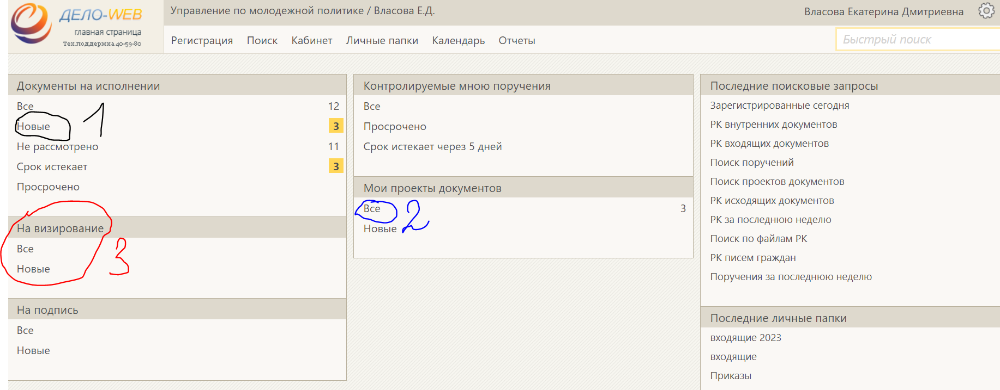 ДЕЛО-WEB
главная страница
Тех.поддержка 40-59-80
Управление по молодежной политике / Власова Е.Д.
Власова Екатерина Дмитриевна
Регистрация Поиск Кабинет Личные папки Календарь Отчеты
Быстрый поиск
Документы на исполнении
Все 12
Новые 3
1
Не рассмотрено 11
Срок истекает 3
Просрочено
На визирование
Все
Новые
3
На подпись
Все
Новые
Контролируемые мною поручения
Все
Просрочено
Срок истекает через 5 дней
Мои проекты документов
Все 3
2
Новые
Последние поисковые запросы
Зарегистрированные сегодня
РК внутренних документов
РК входящих документов
Поиск поручений
Поиск проектов документов
РК исходящих документов
РК за последнюю неделю
Поиск по файлам РК
РК писем граждан
Поручения за последнюю неделю
Последние личные папки
входящие 2023
входящие
Приказы